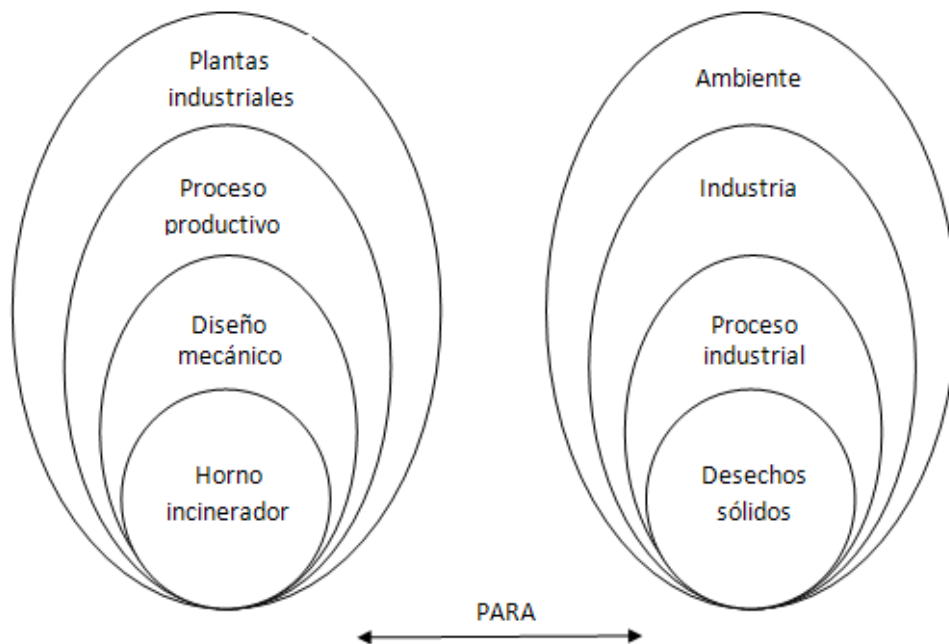 Plantas
industriales
Proceso
productivo
Diseño
mecánico
Horno
incinerador
Ambiente
Industria
Proceso
industrial
Desechos
sólidos
PARA